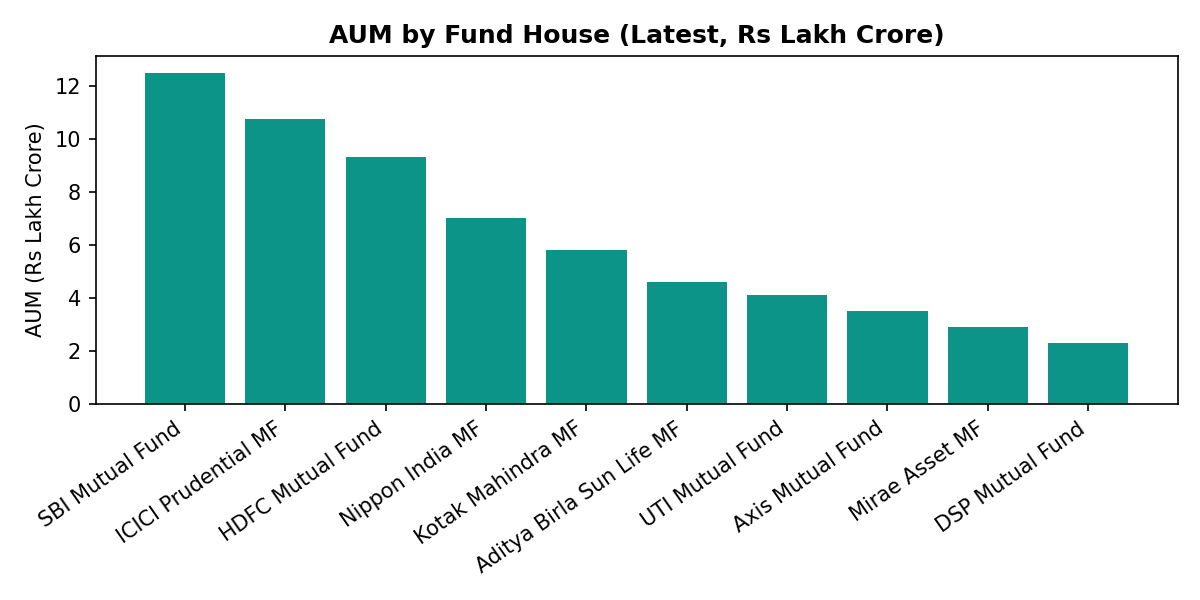 AUM by Fund House (Latest, Rs Lakh Crore)
AUM (Rs Lakh Crore)
12
10
8
6
4
2
0
SBI Mutual Fund
ICICI Prudential MF
HDFC Mutual Fund
Nippon India MF
Kotak Mahindra MF
Aditya Birla Sun Life MF
UTI Mutual Fund
Axis Mutual Fund
Mirae Asset MF
DSP Mutual Fund